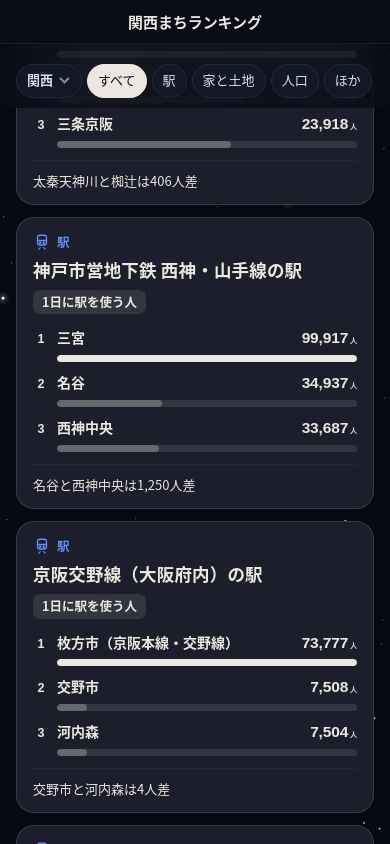 関西まちランキング
関西
すべて
駅
家と土地
人口
ほか
3 三条京阪 23,918人
太秦天神川と椥辻は406人差
駅
神戸市営地下鉄 西神・山手線の駅
1日に駅を使う人
1 三宮 99,917人
2 名谷 34,937人
3 西神中央 33,687人
名谷と西神中央は1,250人差
駅
京阪交野線（大阪府内）の駅
1日に駅を使う人
1 枚方市（京阪本線・交野線） 73,777人
2 交野市 7,508人
3 河内森 7,504人
交野市と河内森は4人差